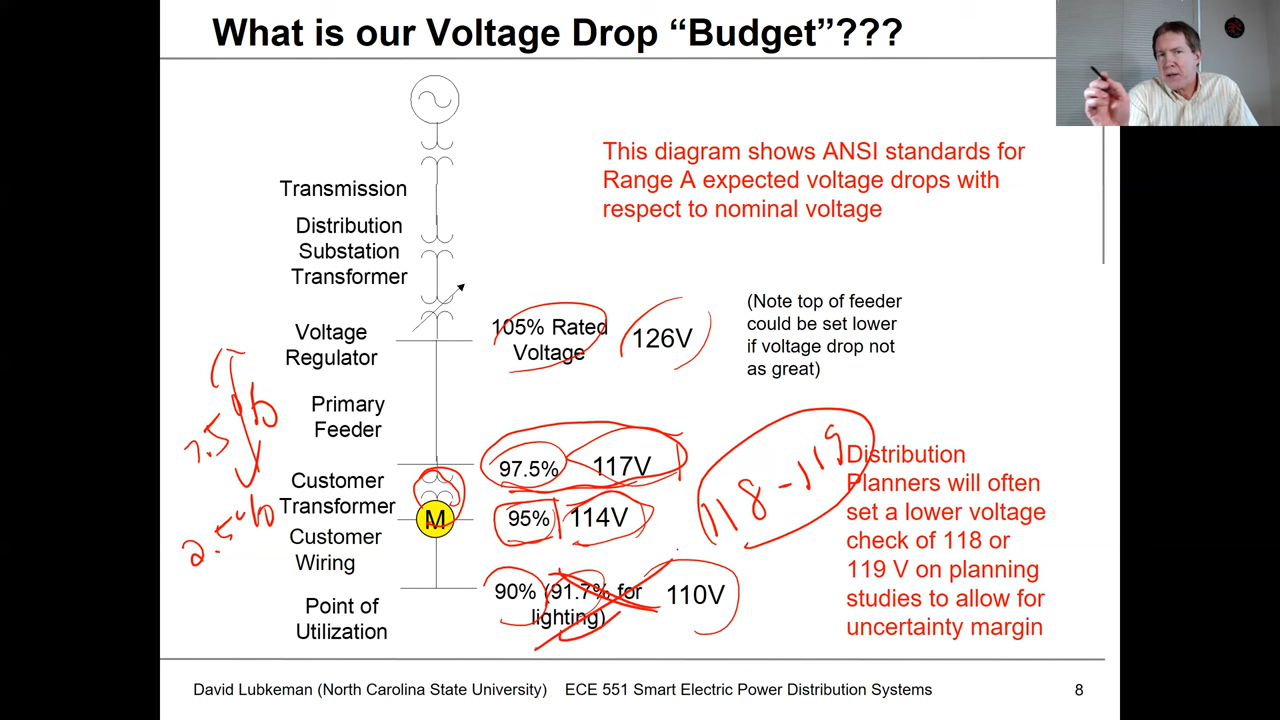 What is our Voltage Drop “Budget”???
This diagram shows ANSI standards for
Range A expected voltage drops with
respect to nominal voltage
Transmission
Distribution
Substation
Transformer
Voltage
Regulator
105% Rated
Voltage
126V
(Note top of feeder
could be set lower
if voltage drop not
as great)
Primary
Feeder
7.5%
97.5%
117V
118-119
Customer
Transformer
2.5%
M
95%
114V
Customer
Wiring
Distribution
Planners will often
set a lower voltage
check of 118 or
119 V on planning
studies to allow for
uncertainty margin
Point of
Utilization
90% (91.7% for
lighting)
110V
David Lubkeman (North Carolina State University)
ECE 551 Smart Electric Power Distribution Systems
8